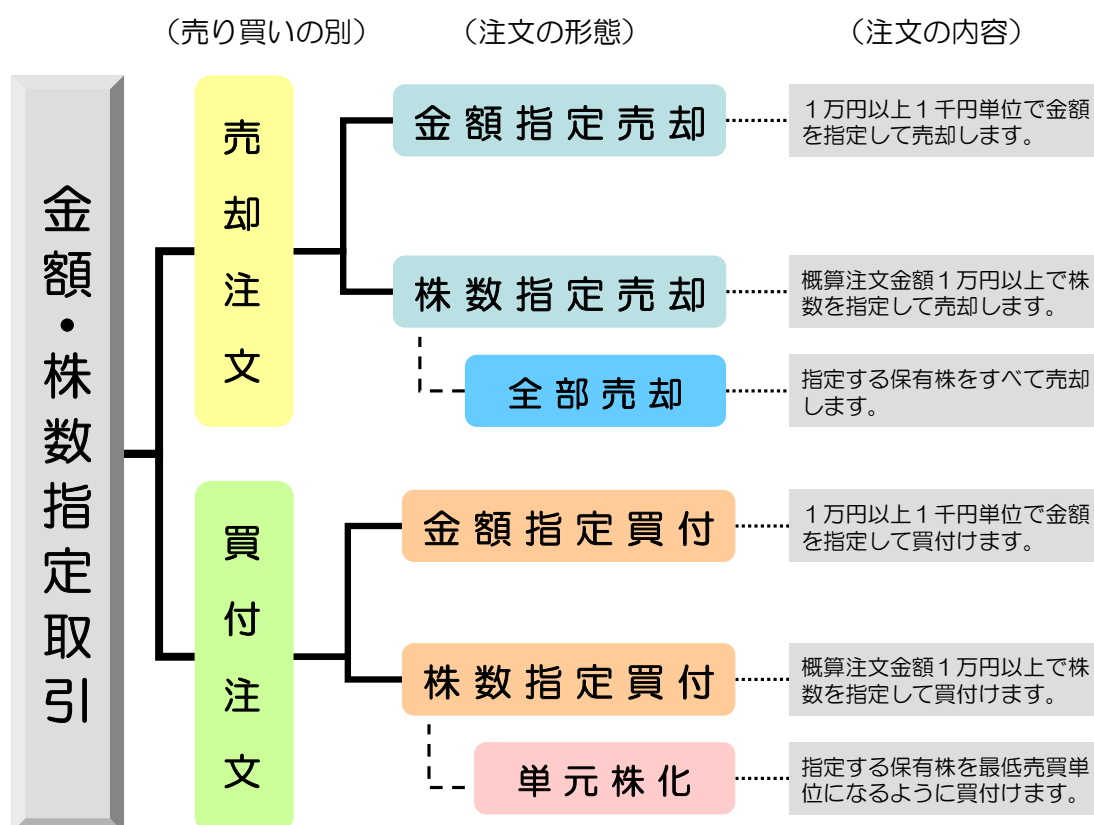 （売り買いの別）
（注文の形態）
（注文の内容）
金額・株数指定取引
売却注文
金額指定売却
１万円以上１千円単位で金額
を指定して売却します。
株数指定売却
概算注文金額１万円以上で株
数を指定して売却します。
全部売却
指定する保有株をすべて売却
します。
買付注文
金額指定買付
１万円以上１千円単位で金額
を指定して買付けます。
株数指定買付
概算注文金額１万円以上で株
数を指定して買付けます。
単元株化
指定する保有株を最低売買単
位になるように買付けます。